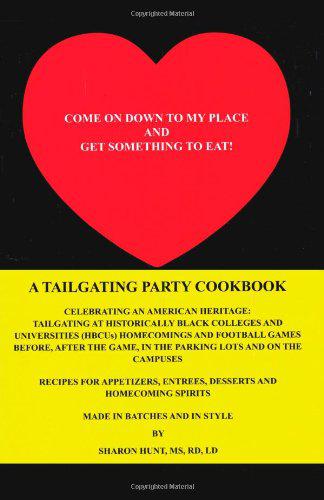 COME ON DOWN TO MY PLACE
AND
GET SOMETHING TO EAT!
A TAILGATING PARTY COOKBOOK
CELEBRATING AN AMERICAN HERITAGE:
TAILGATING AT HISTORICALLY BLACK COLLEGES AND
UNIVERSITIES (HBCUs) HOMECOMINGS AND FOOTBALL GAMES
BEFORE, AFTER THE GAME, IN THE PARKING LOTS AND ON THE
CAMPUSES
RECIPES FOR APPETIZERS, ENTREES, DESSERTS AND
HOMECOMING SPIRITS
MADE IN BATCHES AND IN STYLE
BY
SHARON HUNT, MS, RD, LD